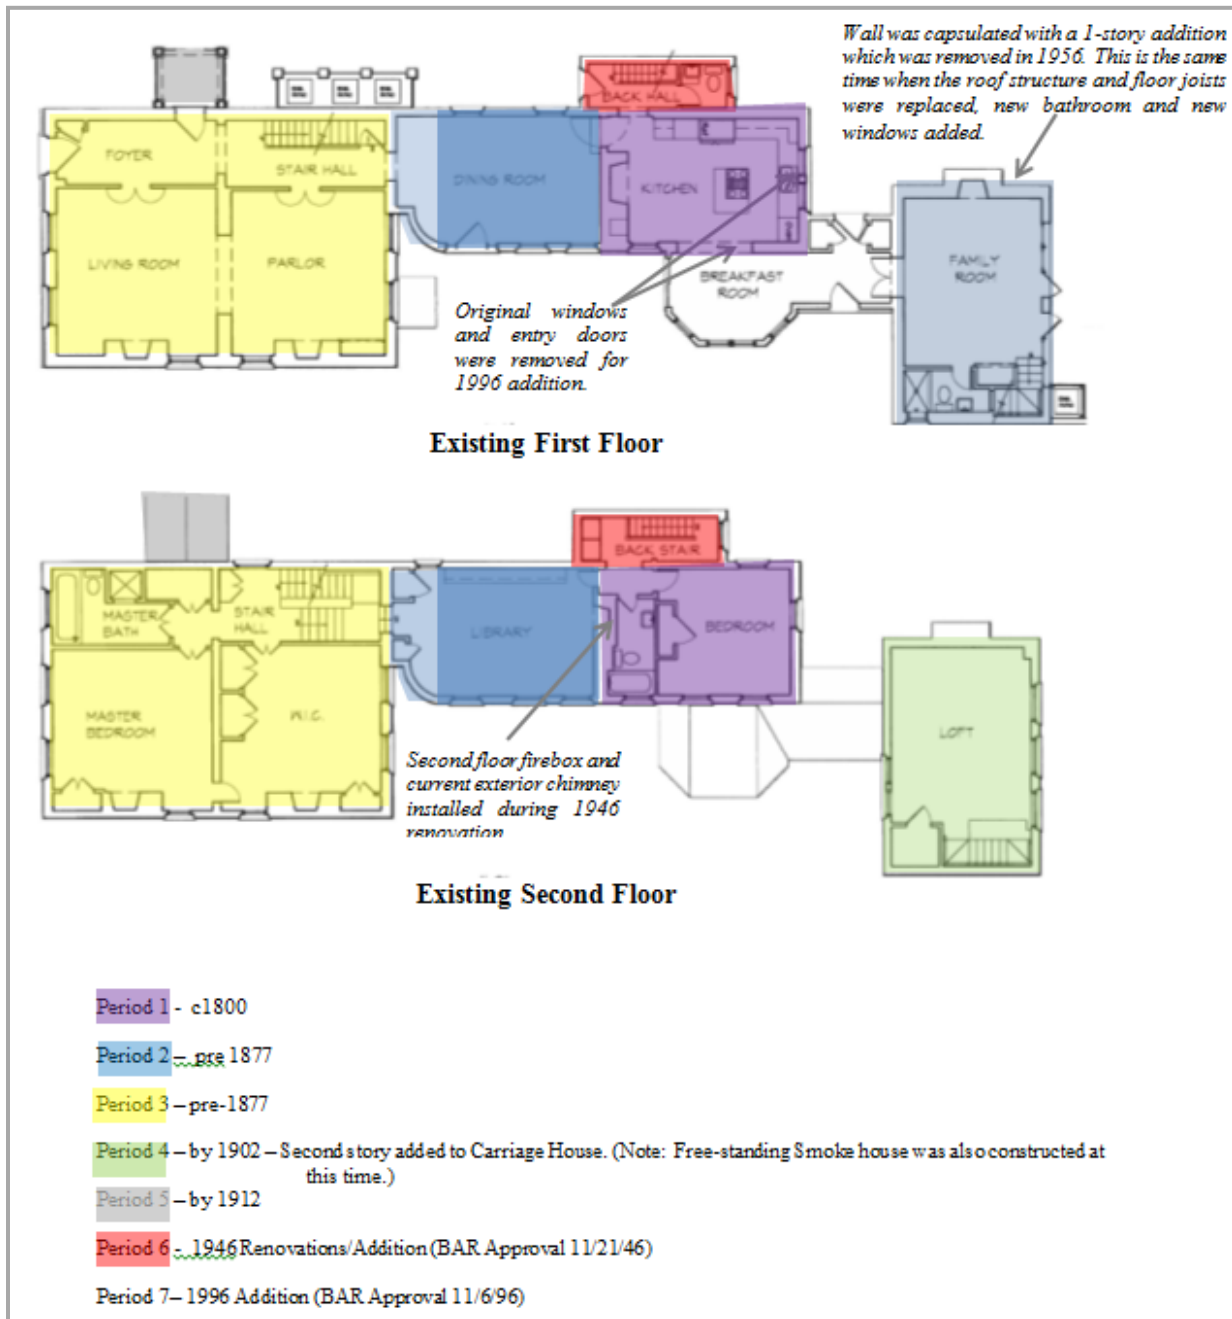 Wall was capsulated with a 1-story addition
which was removed in 1956. This is the same
time when the roof structure and floor joists
were replaced, new bathroom and new
windows added.
BACK HALL
FOYER
STAIR HALL
DINING ROOM
KITCHEN
LIVING ROOM
PARLOR
BREAKFAST
ROOM
FAMILY
ROOM
Original windows
and entry doors
were removed for
1996 addition.
Existing First Floor
BACK STAIR
MASTER
BATH
STAIR
HALL
LIBRARY
BEDROOM
MASTER
BEDROOM
W.I.C.
LOFT
Second floor firebox and
current exterior chimney
installed during 1946
renovation
Existing Second Floor
Period 1 - c1800
Period 2 – pre 1877
Period 3 – pre-1877
Period 4 – by 1902 – Second story added to Carriage House. (Note: Free-standing Smoke house was also constructed at
this time.)
Period 5 – by 1912
Period 6 - 1946 Renovations/Addition (BAR Approval 11/21/46)
Period 7– 1996 Addition (BAR Approval 11/6/96)